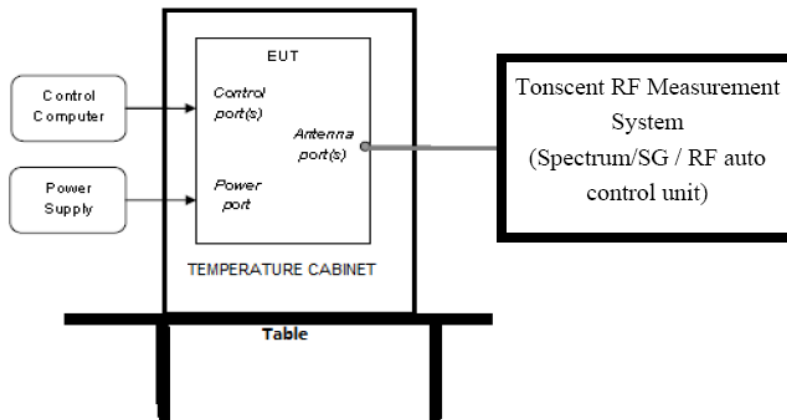 EUT
Control
Computer
Control
port(s)
Antenna
port(s)
Power
Supply
Power
port
TEMPERATURE CABINET
Table
Tonscent RF Measurement
System
(Spectrum/SG / RF auto
control unit)